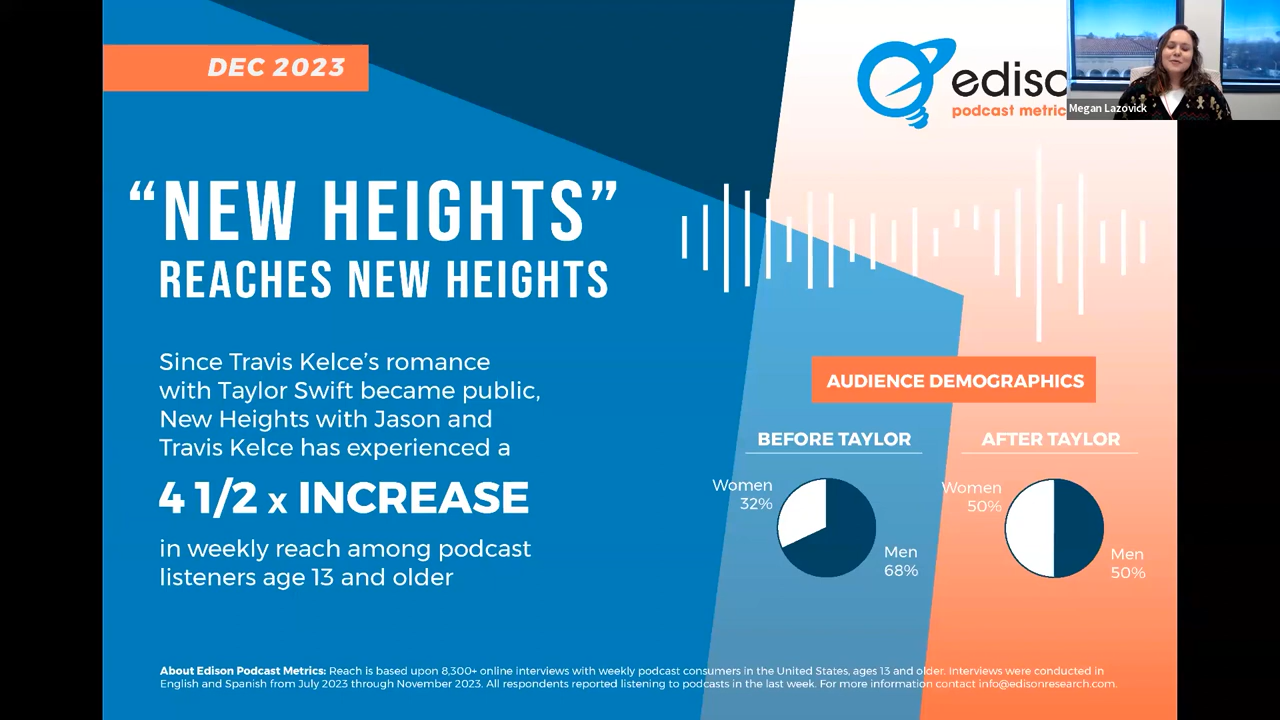 DEC 2023
edisc
podcast metric
Megan Lazovick
“NEW HEIGHTS”
REACHES NEW HEIGHTS
Since Travis Kelce’s romance
with Taylor Swift became public,
New Heights with Jason and
Travis Kelce has experienced a
4 1/2 x INCREASE
in weekly reach among podcast
listeners age 13 and older
AUDIENCE DEMOGRAPHICS
BEFORE TAYLOR
Women
32%
Men
68%
AFTER TAYLOR
Women
50%
Men
50%
About Edison Podcast Metrics: Reach is based upon 8,300+ online interviews with weekly podcast consumers in the United States, ages 13 and older. Interviews were conducted in
English and Spanish from July 2023 through November 2023. All respondents reported listening to podcasts in the last week. For more information contact info@edisonresearch.com.